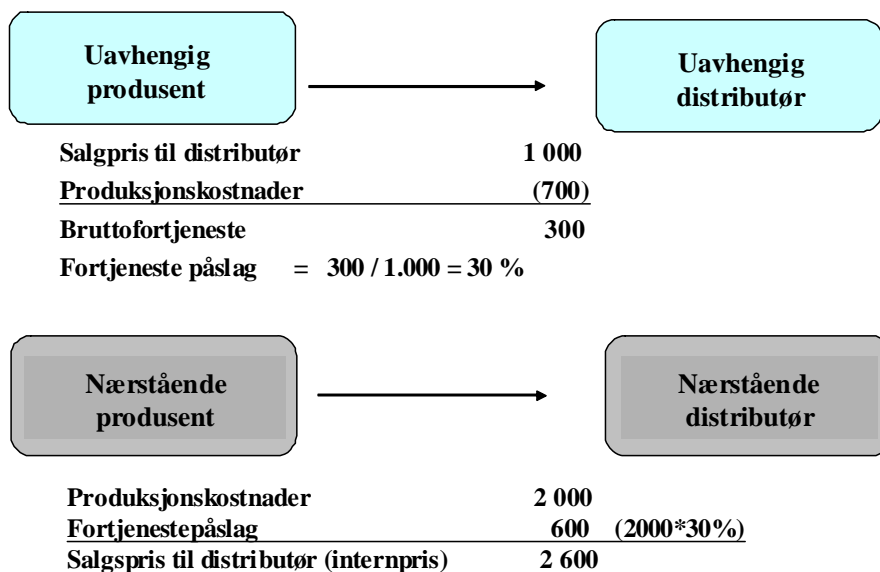 Uavhengig
produsent
Uavhengig
distributør
Salgpris til distributør 1 000
Produksjonskostnader (700)
Bruttofortjeneste 300
Fortjeneste påslag = 300 / 1.000 = 30 %
Nærstående
produsent
Nærstående
distributør
Produksjonskostnader 2 000
Fortjenestepåslag 600 (2000*30%)
Salgspris til distributør (internpris) 2 600